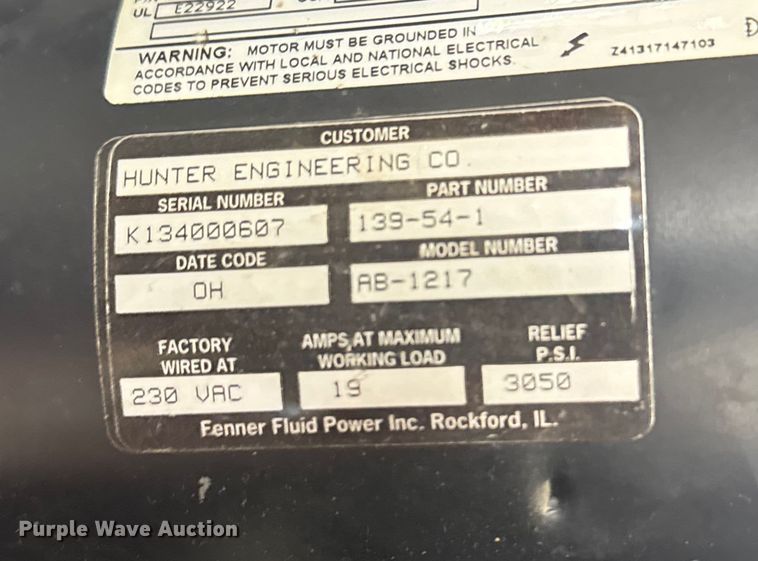 UL E22922
WARNING: MOTOR MUST BE GROUNDED IN
ACCORDANCE WITH LOCAL AND NATIONAL ELECTRICAL
CODES TO PREVENT SERIOUS ELECTRICAL SHOCKS.
Z41317147103
CUSTOMER
HUNTER ENGINEERING CO.
SERIAL NUMBER PART NUMBER
K134000607 139-54-1
DATE CODE MODEL NUMBER
OH AB-1217
FACTORY WIRED AT
AMPS AT MAXIMUM WORKING LOAD
RELIEF P.S.I.
230 VAC 19 3050
Fenner Fluid Power Inc. Rockford, IL.
Purple Wave Auction